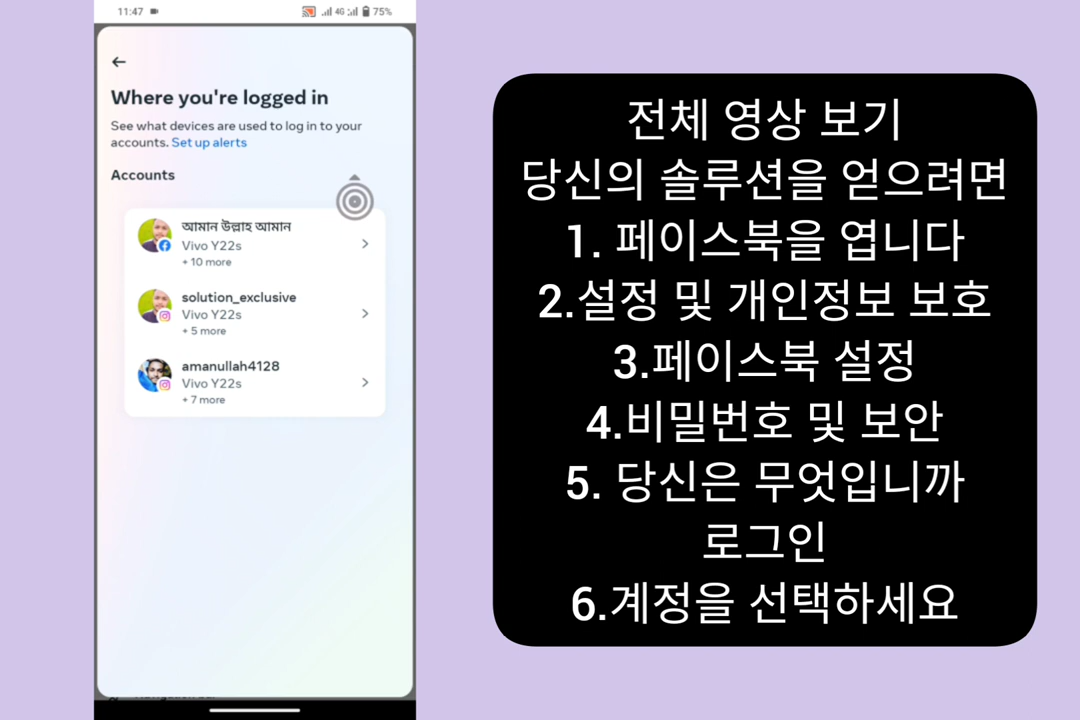 11:47
4G
75%
Where you're logged in
See what devices are used to log in to your
accounts. Set up alerts
Accounts
আমান উল্লাহ আমান
Vivo Y22s
+ 10 more
solution_exclusive
Vivo Y22s
+ 5 more
amanullah4128
Vivo Y22s
+ 7 more
전체 영상 보기
당신의 솔루션을 얻으려면
1. 페이스북을 엽니다
2.설정 및 개인정보 보호
3.페이스북 설정
4.비밀번호 및 보안
5. 당신은 무엇입니까
로그인
6.계정을 선택하세요